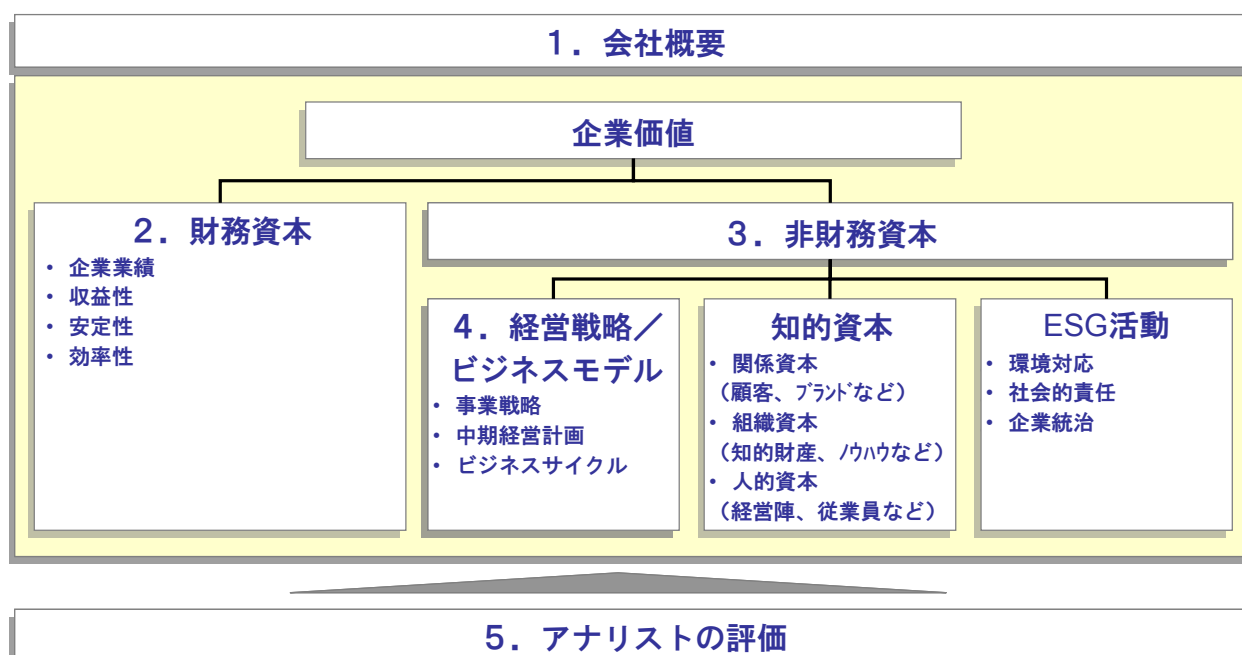 １．会社概要
企業価値
２．財務資本
・ 企業業績
・ 収益性
・ 安定性
・ 効率性
３．非財務資本
４．経営戦略／
ビジネスモデル
・ 事業戦略
・ 中期経営計画
・ ビジネスサイクル
知的資本
・ 関係資本
（顧客、ﾌﾞﾗﾝﾄﾞなど）
・ 組織資本
（知的財産、ﾉｳﾊｳなど）
・ 人的資本
（経営陣、従業員など）
ESG活動
・ 環境対応
・ 社会的責任
・ 企業統治
５．アナリストの評価